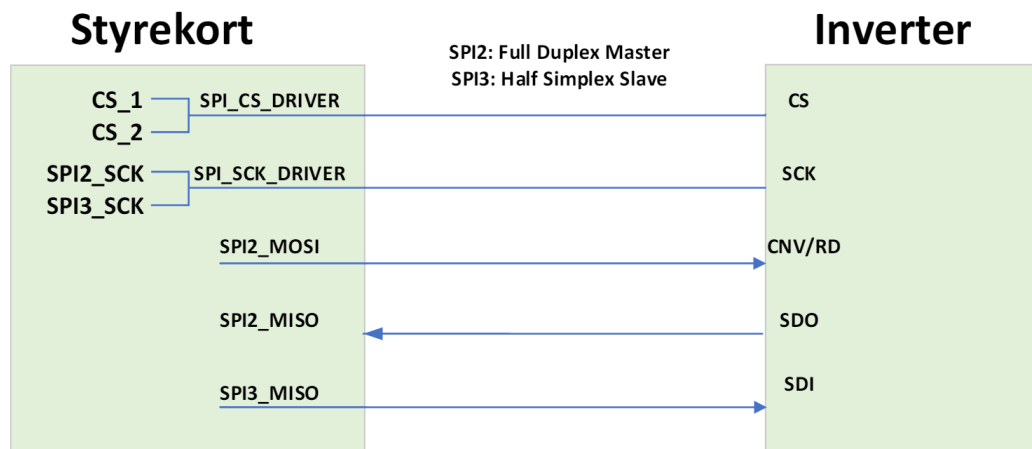 Styrekort
Inverter
SPI2: Full Duplex Master
SPI3: Half Simplex Slave
CS_1
SPI_CS_DRIVER
CS
CS_2
SPI2_SCK
SPI_SCK_DRIVER
SCK
SPI3_SCK
SPI2_MOSI
CNV/RD
SPI2_MISO
SDO
SPI3_MISO
SDI